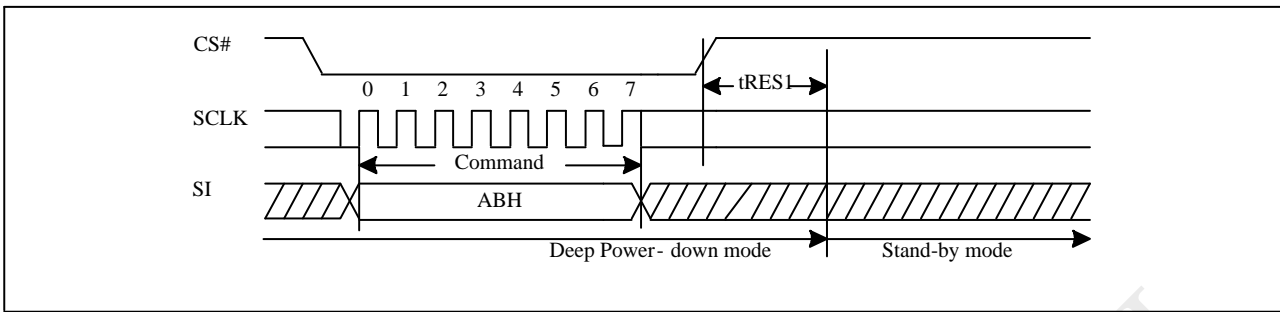 CS#
tRES1
0 1 2 3 4 5 6 7
SCLK
Command
SI
ABH
Deep Power- down mode
Stand-by mode